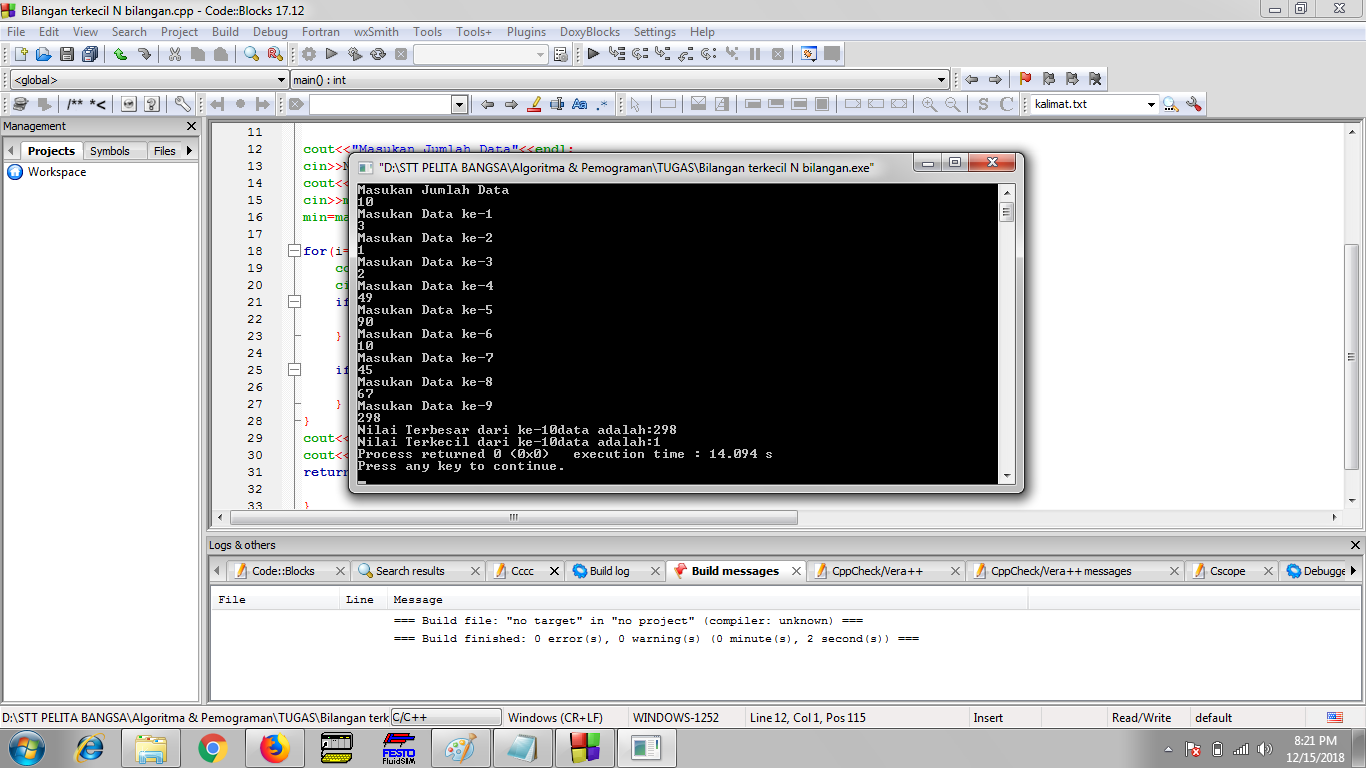 Bilangan terkecil N bilangan.cpp - Code::Blocks 17.12
File Edit View Search Project Build Debug Fortran wxSmith Tools Tools+ Plugins DoxyBlocks Settings Help
<global> main() : int
/** *< Aa .* S C kalimat.txt
Management
Projects Symbols Files
Workspace
11
12 cout<<"Masukan Jumlah Data"<<endl;
13 cin>>
14 cout<<
15 cin>>
16 min=ma
17
18 for(i=
19 co
20 ci
21 if
22
23 }
24
25 if
26
27 }
28 }
29 cout<<
30 cout<<
31 return
32
33 }
"D:\STT PELITA BANGSA\Algoritma & Pemograman\TUGAS\Bilangan terkecil N bilangan.exe"
Masukan Jumlah Data
10
Masukan Data ke-1
3
Masukan Data ke-2
1
Masukan Data ke-3
2
Masukan Data ke-4
49
Masukan Data ke-5
90
Masukan Data ke-6
10
Masukan Data ke-7
45
Masukan Data ke-8
67
Masukan Data ke-9
298
Nilai Terbesar dari ke-10data adalah:298
Nilai Terkecil dari ke-10data adalah:1
Process returned 0 (0x0)   execution time : 14.094 s
Press any key to continue.
Logs & others
Code::Blocks Search results Cccc Build log Build messages CppCheck/Vera++ CppCheck/Vera++ messages Cscope Debugge
File Line Message
=== Build file: "no target" in "no project" (compiler: unknown) ===
=== Build finished: 0 error(s), 0 warning(s) (0 minute(s), 2 second(s)) ===
D:\STT PELITA BANGSA\Algoritma & Pemograman\TUGAS\Bilangan terk C/C++ Windows (CR+LF) WINDOWS-1252 Line 12, Col 1, Pos 115 Insert Read/Write default
FESTO
FluidSIM
8:21 PM
12/15/2018